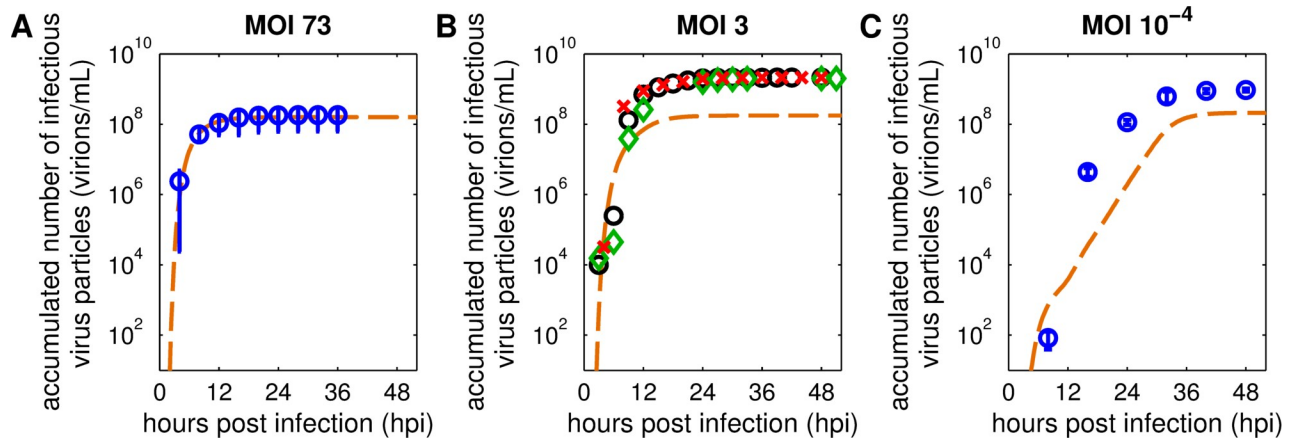 A
MOI 73
accumulated number of infectious
virus particles (virions/mL)
10^10
10^8
10^6
10^4
10^2
0 12 24 36 48
hours post infection (hpi)
B
MOI 3
accumulated number of infectious
virus particles (virions/mL)
10^10
10^8
10^6
10^4
10^2
0 12 24 36 48
hours post infection (hpi)
C
MOI 10^−4
accumulated number of infectious
virus particles (virions/mL)
10^10
10^8
10^6
10^4
10^2
0 12 24 36 48
hours post infection (hpi)